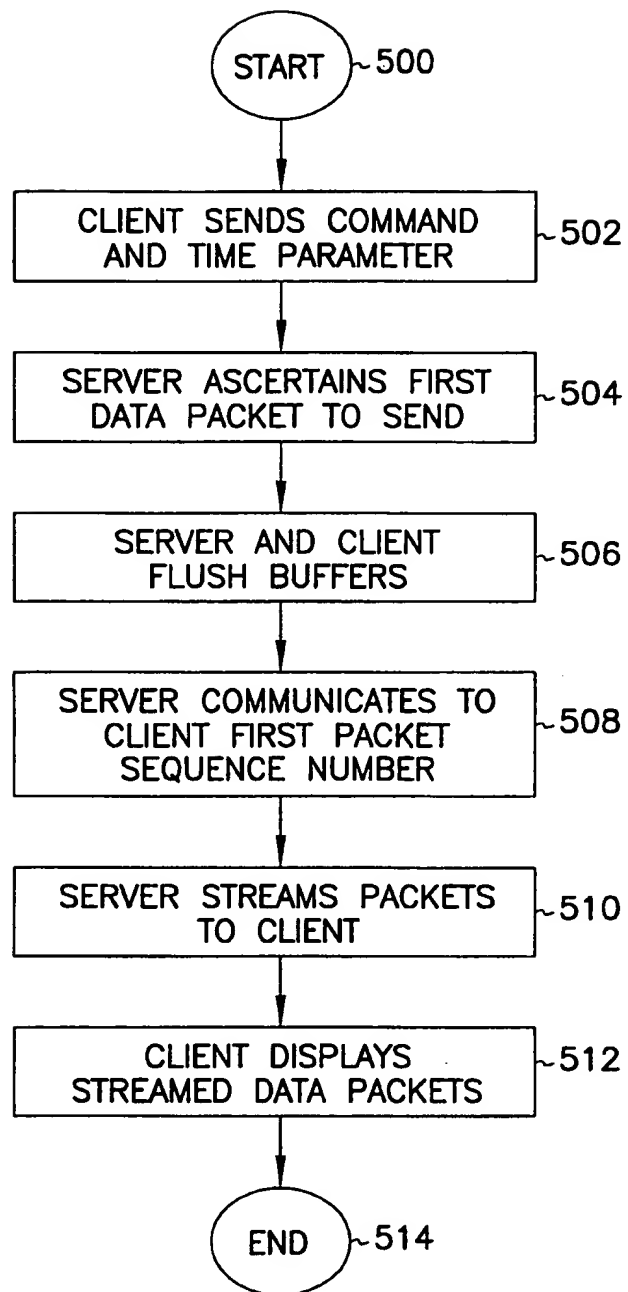 START
500
CLIENT SENDS COMMAND
AND TIME PARAMETER
502
SERVER ASCERTAINS FIRST
DATA PACKET TO SEND
504
SERVER AND CLIENT
FLUSH BUFFERS
506
SERVER COMMUNICATES TO
CLIENT FIRST PACKET
SEQUENCE NUMBER
508
SERVER STREAMS PACKETS
TO CLIENT
510
CLIENT DISPLAYS
STREAMED DATA PACKETS
512
END
514